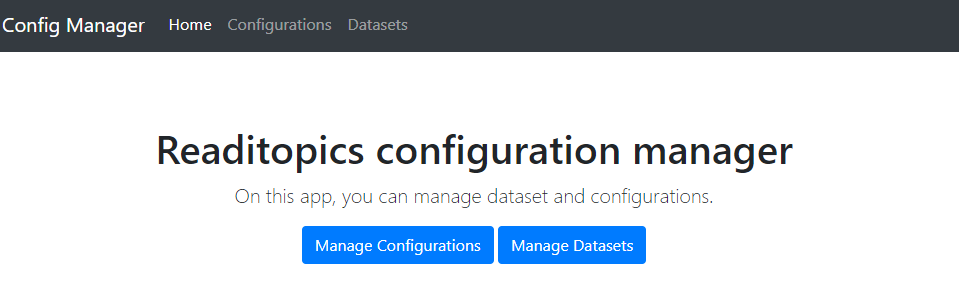 Config Manager Home Configurations Datasets
Readitopics configuration manager
On this app, you can manage dataset and configurations.
Manage Configurations Manage Datasets